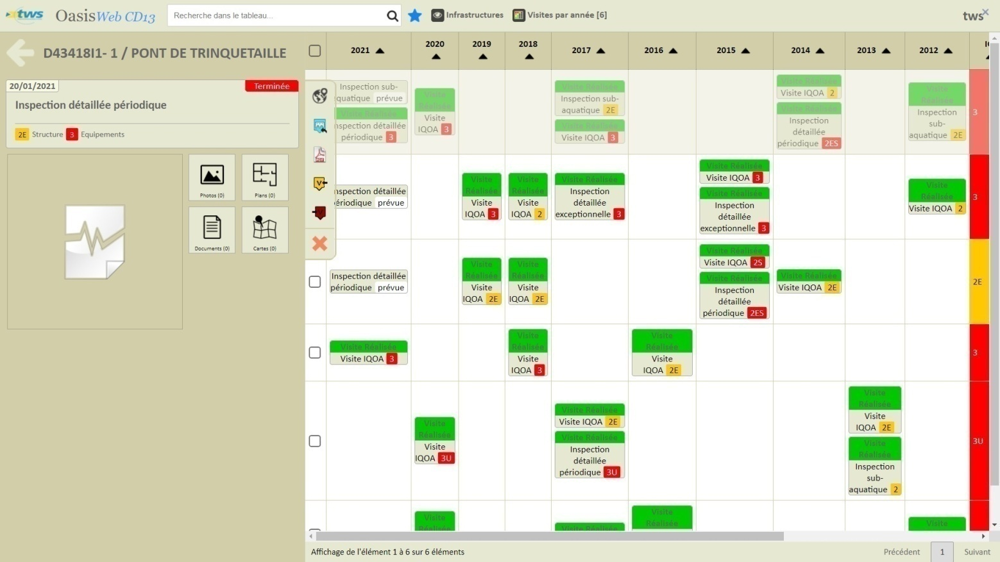 tws
OasisWeb CD13
Recherche dans le tableau...
Infrastructures
Visites par année [6]
tws
D43418I1- 1 / PONT DE TRINQUETAILLE
20/01/2021
Terminée
Inspection détaillée périodique
2E Structure 3 Equipements
Photos (0)
Plans (0)
Documents (0)
Cartes (0)
PDF
V
2021
2020
2019
2018
2017
2016
2015
2014
2013
2012
Inspection sub-
quatique prévue
Visite Réalisée
nspection détaillée
périodique 3
Visite
Réalisée
Visite
IQOA 3
Visite Réalisée
Inspection sub-
aquatique 2E
Visite Réalisée
Visite IQOA 3
Visite Réalisée
Visite IQOA 2
Visite Réalisée
Inspection
détaillée
périodique 2ES
Visite
Réalisée
Inspection
sub-
aquatique 2E
3
nspection détaillée
ériodique prévue
Visite
Réalisée
Visite
IQOA 3
Visite
Réalisée
Visite
IQOA 2
Visite Réalisée
Inspection
détaillée
exceptionnelle 3
Visite Réalisée
Visite IQOA 3
Visite Réalisée
Inspection
détaillée
exceptionnelle 3
Visite
Réalisée
Visite IQOA 2
3
Inspection détaillée
périodique prévue
Visite
Réalisée
Visite
IQOA 2E
Visite
Réalisée
Visite
IQOA 2E
Visite Réalisée
Visite IQOA 2S
Visite Réalisée
Inspection
détaillée
périodique 2ES
Visite Réalisée
Visite IQOA 2E
2E
Visite Réalisée
Visite IQOA 3
Visite
Réalisée
Visite
IQOA 3
Visite
Réalisée
Visite
IQOA 2E
3
Visite
Réalisée
Visite
IQOA 3U
Visite Réalisée
Visite IQOA 2E
Visite Réalisée
Inspection
détaillée
périodique 3U
Visite
Réalisée
Visite
IQOA 2E
Visite
Réalisée
Inspection
sub-
aquatique 2
3U
Visite
Réalisée
Visite Réalisée
Visite
Réalisée
Visite
Affichage de l'élément 1 à 6 sur 6 éléments
Précédent 1 Suivant